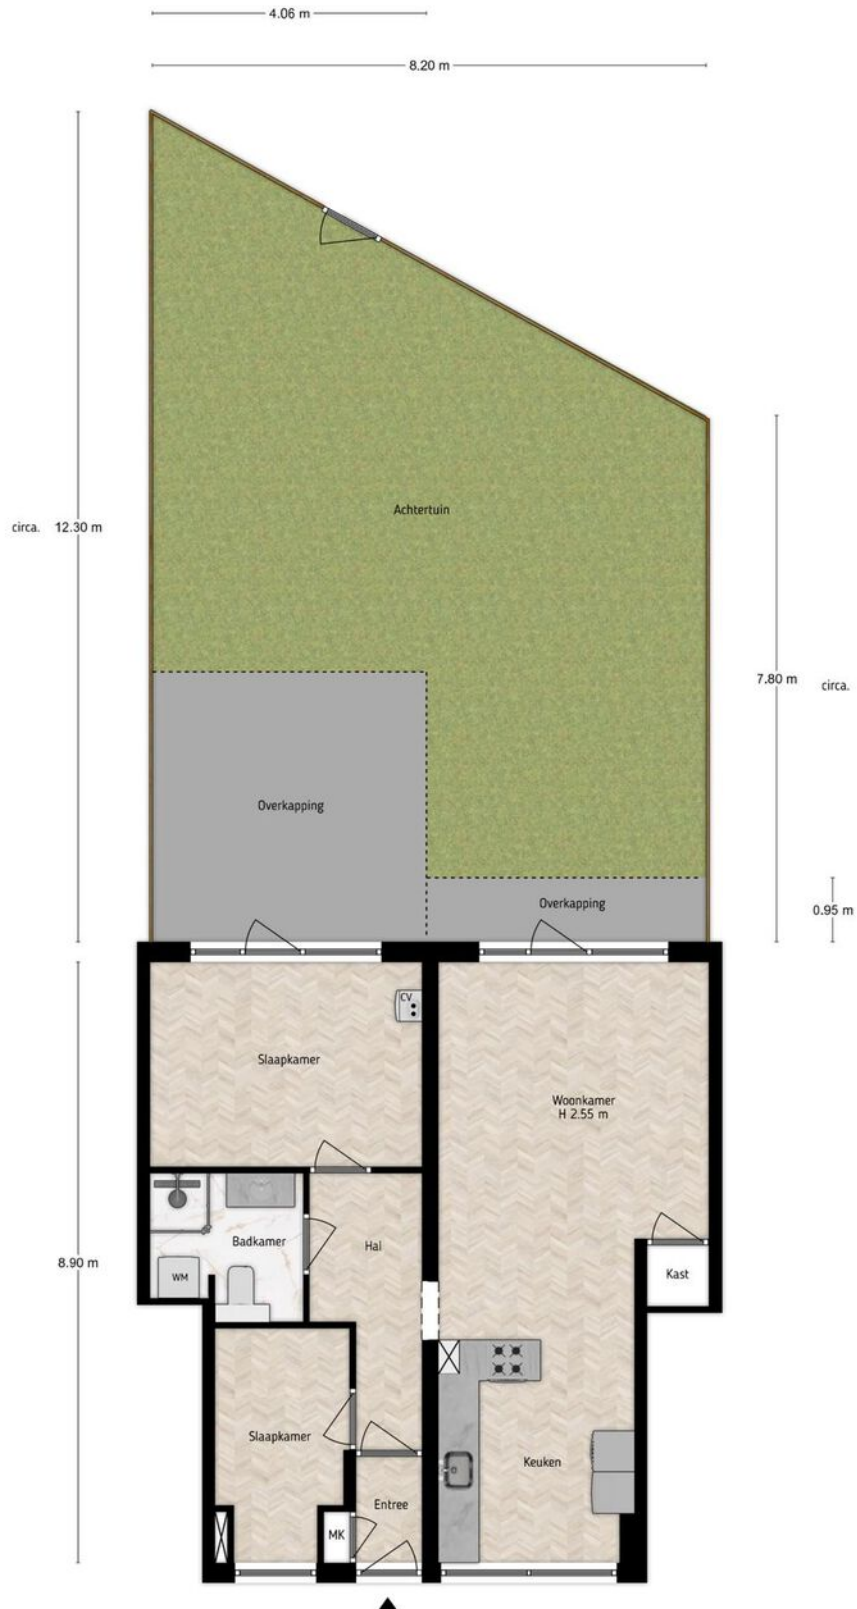 4.06 m
8.20 m
Achtertuin
circa. 12.30 m
7.80 m circa.
Overkapping
Overkapping
0.95 m
CV
Slaapkamer
Woonkamer
H 2.55 m
Badkamer
Hal
8.90 m
WM
Kast
Slaapkamer
Keuken
Entree
MK